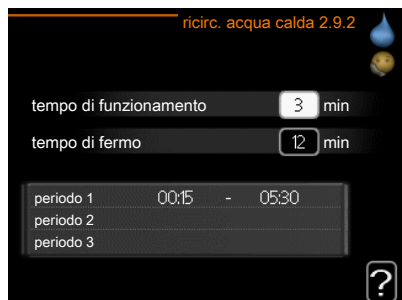 ricirc. acqua calda 2.9.2
tempo di funzionamento 3 min
tempo di fermo 12 min
periodo 1 00:15 - 05:30
periodo 2
periodo 3
?